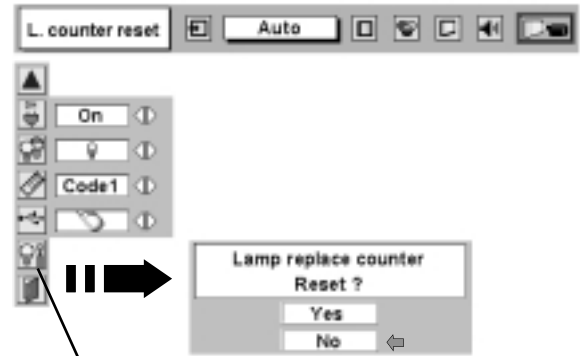 L. counter reset
Auto
On
Code1
Lamp replace counter
Reset ?
Yes
No